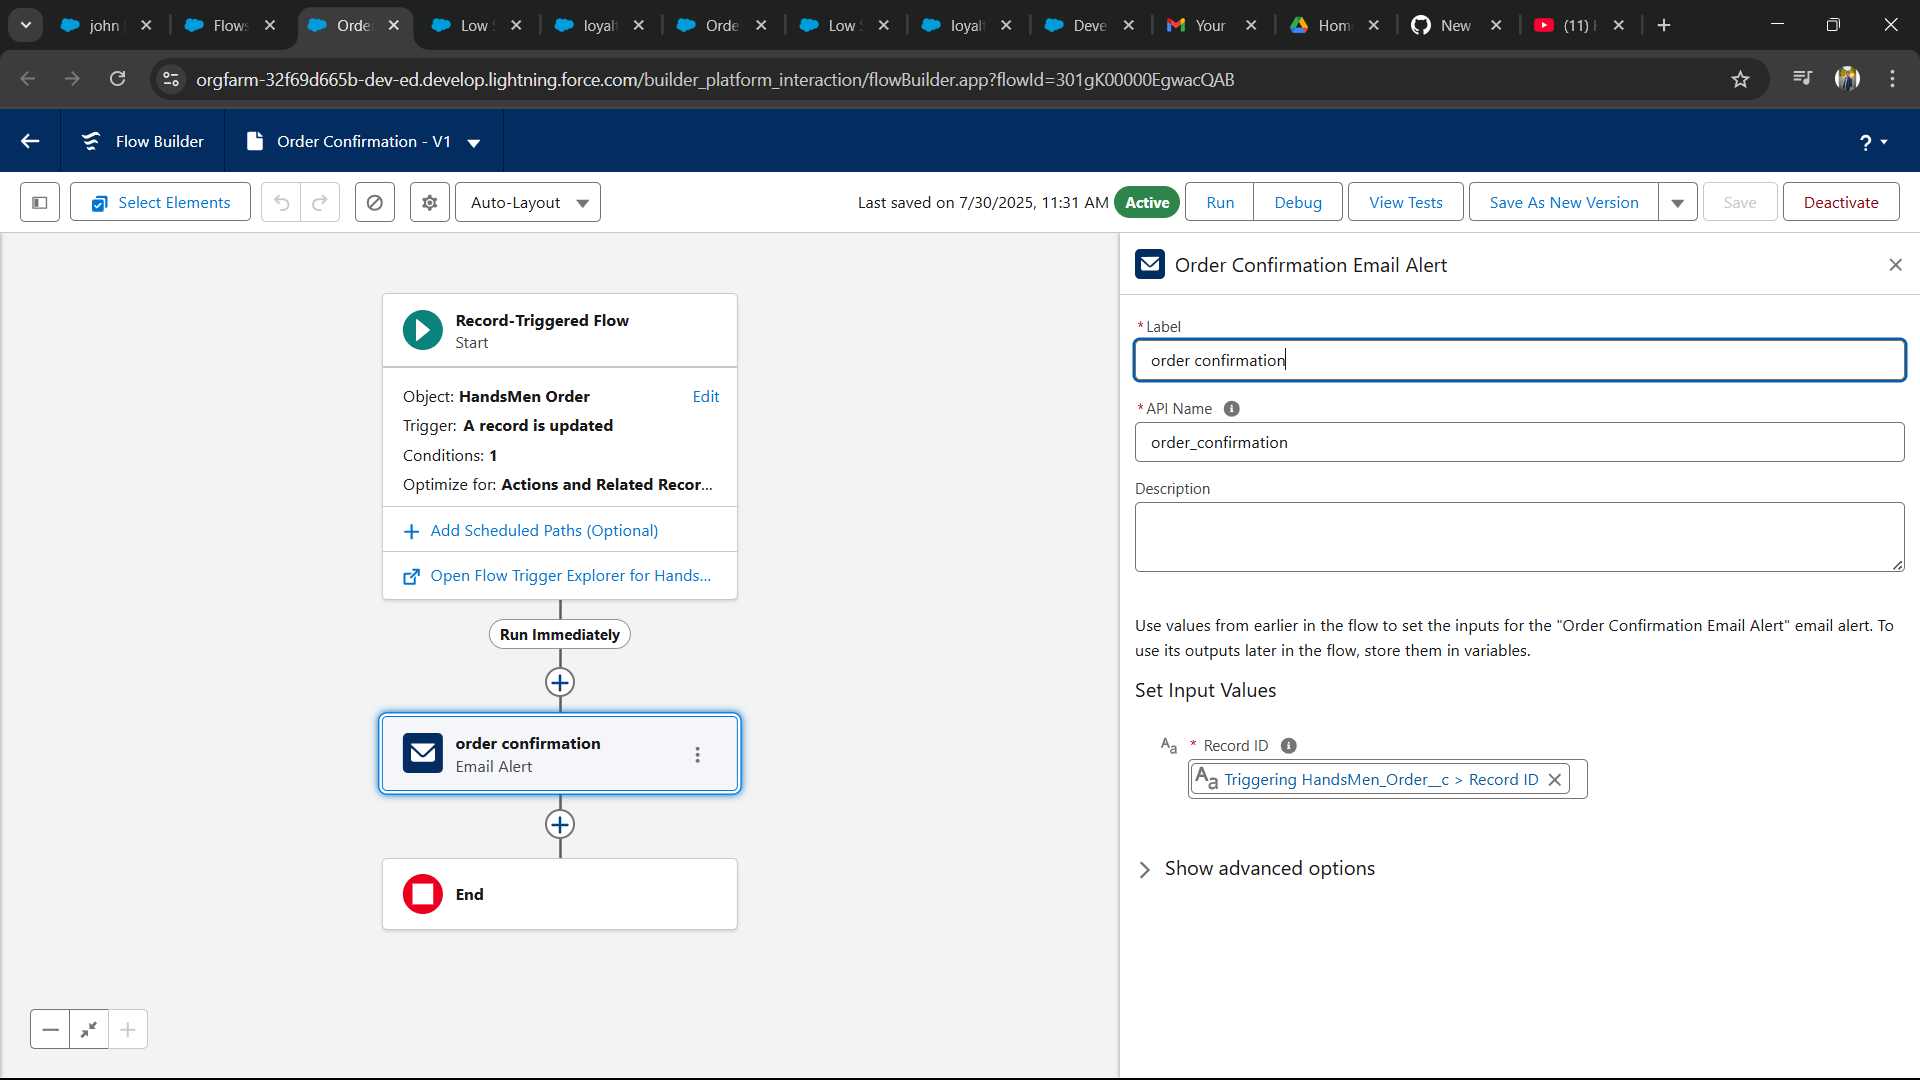 john
Flows
Orde
Low S
loyalt
Orde
Low S
loyalt
Deve
Your
Hom
New
(11)
orgfarm-32f69d665b-dev-ed.develop.lightning.force.com/builder_platform_interaction/flowBuilder.app?flowId=301gK00000EgwacQAB
Flow Builder
Order Confirmation - V1
?
Select Elements
Auto-Layout
Last saved on 7/30/2025, 11:31 AM
Active
Run
Debug
View Tests
Save As New Version
Save
Deactivate
Record-Triggered Flow
Start
Object: HandsMen Order
Edit
Trigger: A record is updated
Conditions: 1
Optimize for: Actions and Related Recor...
Add Scheduled Paths (Optional)
Open Flow Trigger Explorer for Hands...
Run Immediately
order confirmation
Email Alert
End
Order Confirmation Email Alert
*Label
order confirmation
*API Name
order_confirmation
Description
Use values from earlier in the flow to set the inputs for the "Order Confirmation Email Alert" email alert. To
use its outputs later in the flow, store them in variables.
Set Input Values
Aa * Record ID
Aa Triggering HandsMen_Order__c > Record ID
Show advanced options